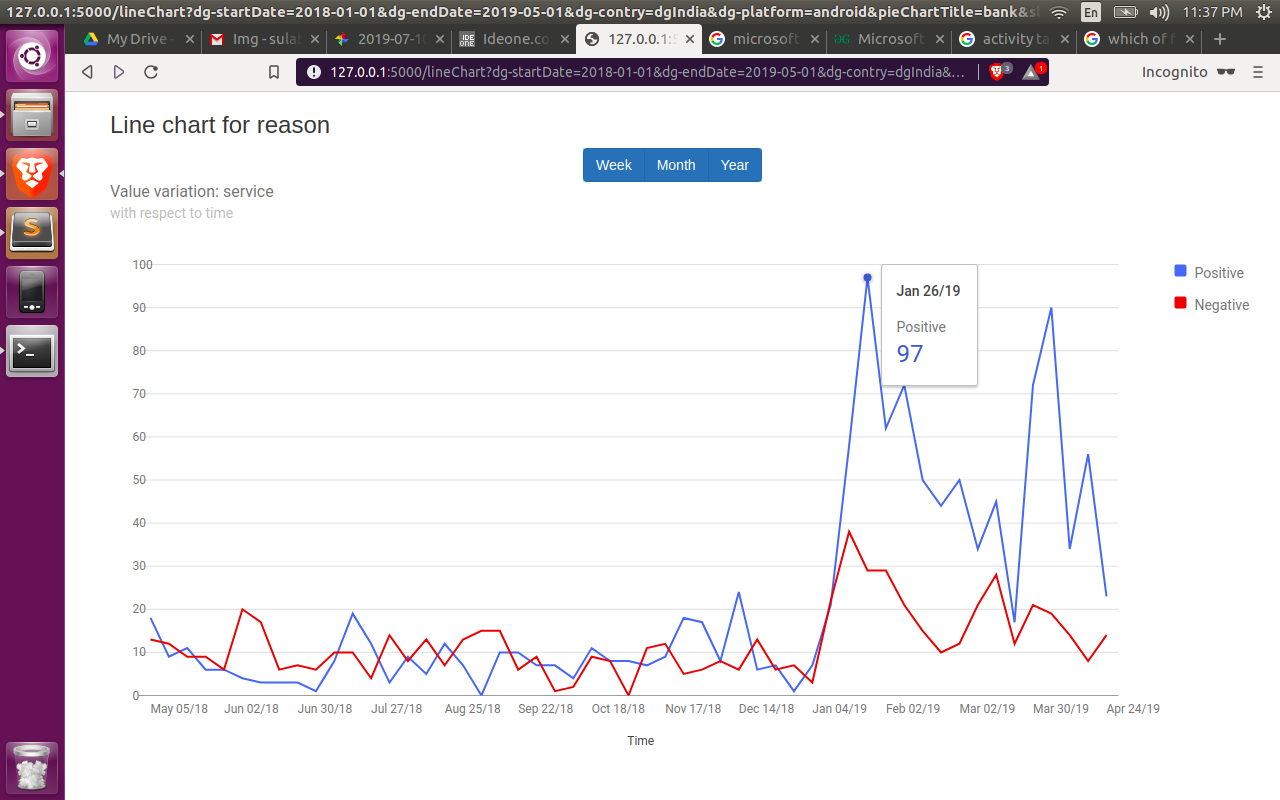 127.0.0.1:5000/lineChart?dg-startDate=2018-01-01&dg-endDate=2019-05-01&dg-contry=dgIndia&dg-platform=android&pieChartTitle=bank&sl
En
11:37 PM
My Drive -
Img - sulal
2019-07-10
Ideone.co
127.0.0.1:5
microsoft
Microsoft
activity ta
which of f
127.0.0.1:5000/lineChart?dg-startDate=2018-01-01&dg-endDate=2019-05-01&dg-contry=dgIndia&...
3
1
Incognito
Line chart for reason
Week Month Year
Value variation: service
with respect to time
100
90
80
70
60
50
40
30
20
10
0
Jan 26/19
Positive
97
Positive
Negative
May 05/18 Jun 02/18 Jun 30/18 Jul 27/18 Aug 25/18 Sep 22/18 Oct 18/18 Nov 17/18 Dec 14/18 Jan 04/19 Feb 02/19 Mar 02/19 Mar 30/19 Apr 24/19
Time